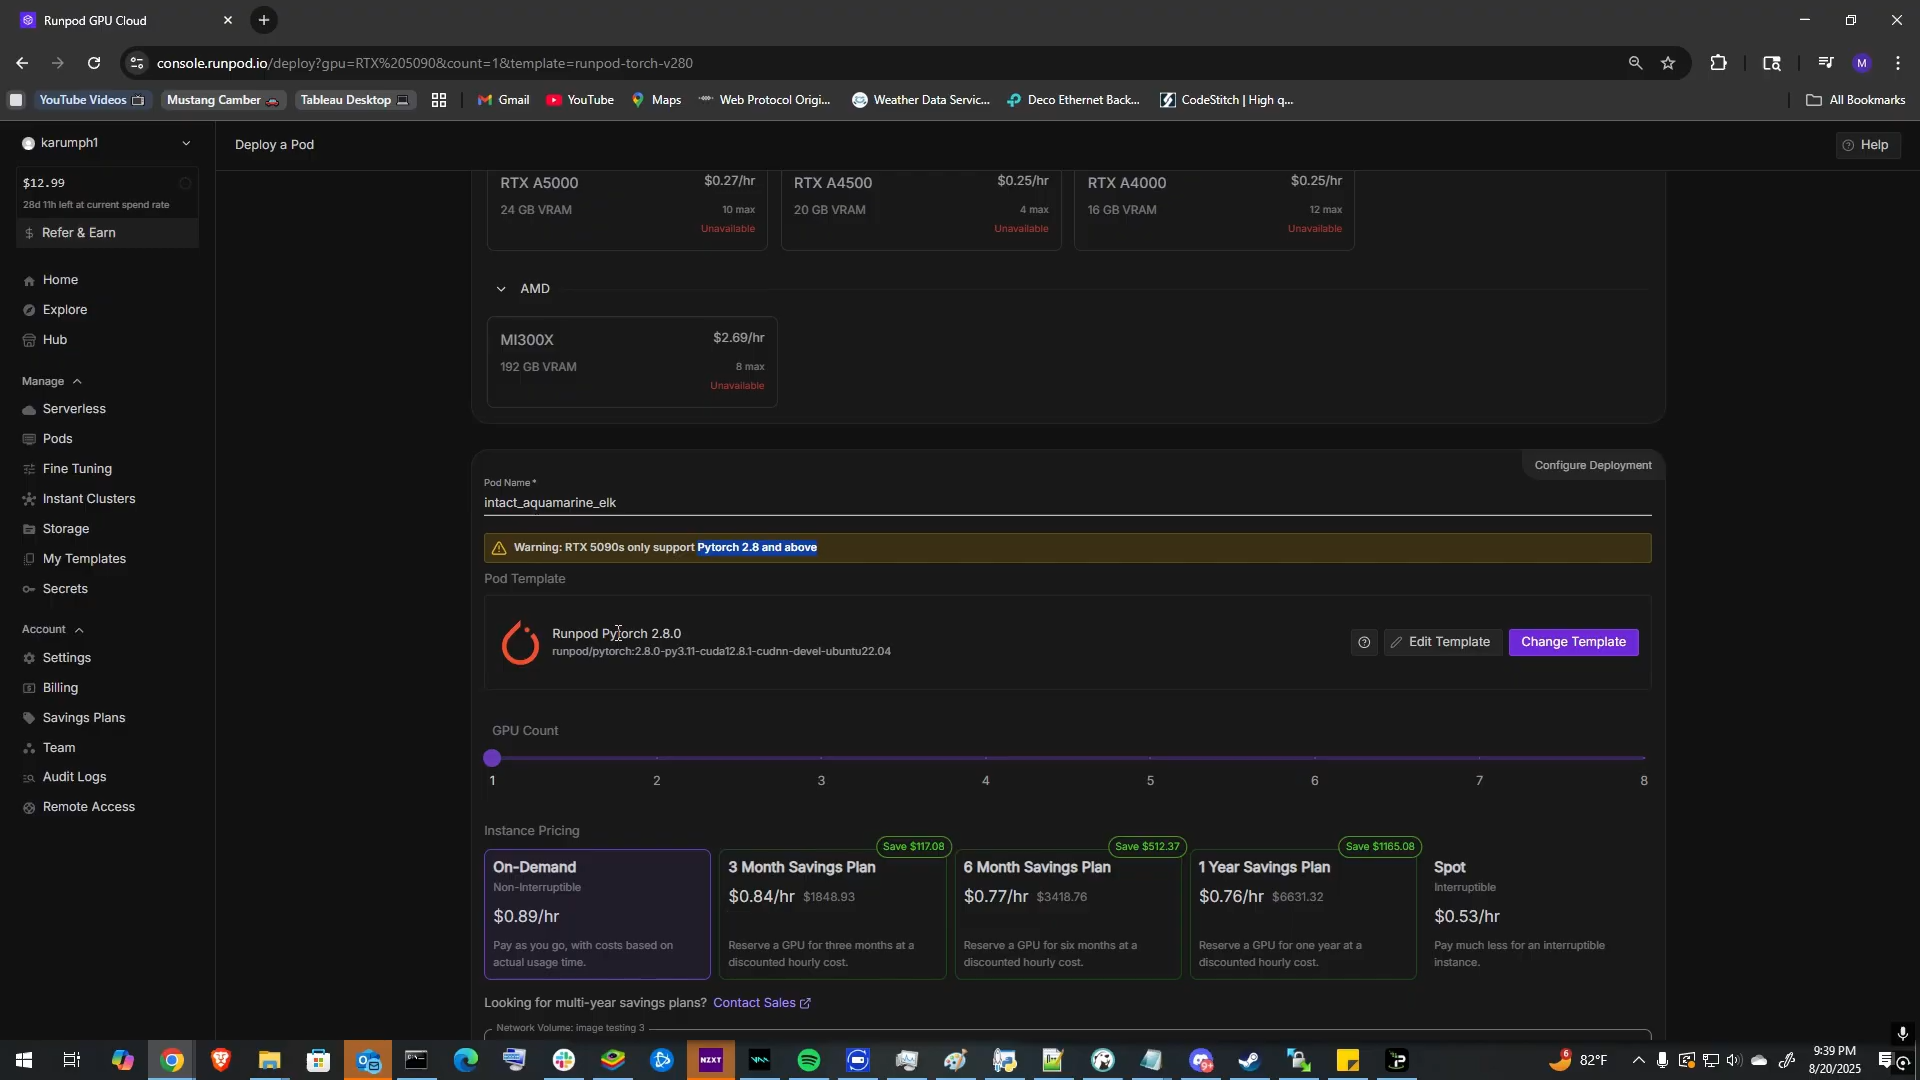 Runpod GPU Cloud
console.runpod.io/deploy?gpu=RTX%205090&count=1&template=runpod-torch-v280
M
YouTube Videos
Mustang Camber
Tableau Desktop
Gmail
YouTube
Maps
Web Protocol Origi...
Weather Data Servic...
Deco Ethernet Back...
CodeStitch | High q...
All Bookmarks
karumph1
Deploy a Pod
Help
$12.99
28d 11h left at current spend rate
Refer & Earn
Home
Explore
Hub
Manage
Serverless
Pods
Fine Tuning
Instant Clusters
Storage
My Templates
Secrets
Account
Settings
Billing
Savings Plans
Team
Audit Logs
Remote Access
RTX A5000 $0.27/hr
24 GB VRAM 10 max
Unavailable
RTX A4500 $0.25/hr
20 GB VRAM 4 max
Unavailable
RTX A4000 $0.25/hr
16 GB VRAM 12 max
Unavailable
AMD
MI300X $2.69/hr
192 GB VRAM 8 max
Unavailable
Configure Deployment
Pod Name *
intact_aquamarine_elk
Warning: RTX 5090s only support Pytorch 2.8 and above
Pod Template
Runpod Pytorch 2.8.0
runpod/pytorch:2.8.0-py3.11-cuda12.8.1-cudnn-devel-ubuntu22.04
Edit Template
Change Template
GPU Count
1 2 3 4 5 6 7 8
Instance Pricing
On-Demand
Non-Interruptible
$0.89/hr
Pay as you go, with costs based on
actual usage time.
Save $117.08
3 Month Savings Plan
$0.84/hr $1848.93
Reserve a GPU for three months at a
discounted hourly cost.
Save $512.37
6 Month Savings Plan
$0.77/hr $3418.76
Reserve a GPU for six months at a
discounted hourly cost.
Save $1165.08
1 Year Savings Plan
$0.76/hr $6631.32
Reserve a GPU for one year at a
discounted hourly cost.
Spot
Interruptible
$0.53/hr
Pay much less for an interruptible
instance.
Looking for multi-year savings plans? Contact Sales
Network Volume: image testing 3
NZXT
82°F
9:39 PM
8/20/2025